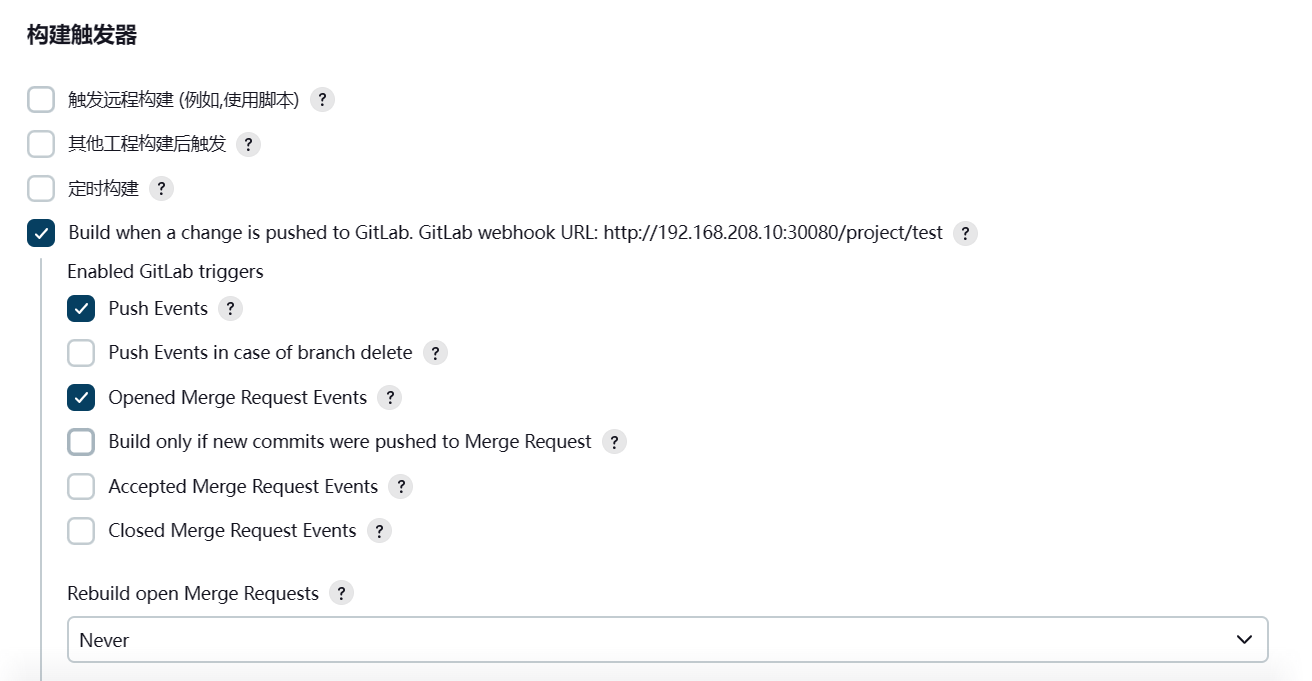 构建触发器
触发远程构建 (例如,使用脚本) ?
其他工程构建后触发 ?
定时构建 ?
Build when a change is pushed to GitLab. GitLab webhook URL: http://192.168.208.10:30080/project/test ?
Enabled GitLab triggers
Push Events ?
Push Events in case of branch delete ?
Opened Merge Request Events ?
Build only if new commits were pushed to Merge Request ?
Accepted Merge Request Events ?
Closed Merge Request Events ?
Rebuild open Merge Requests ?
Never